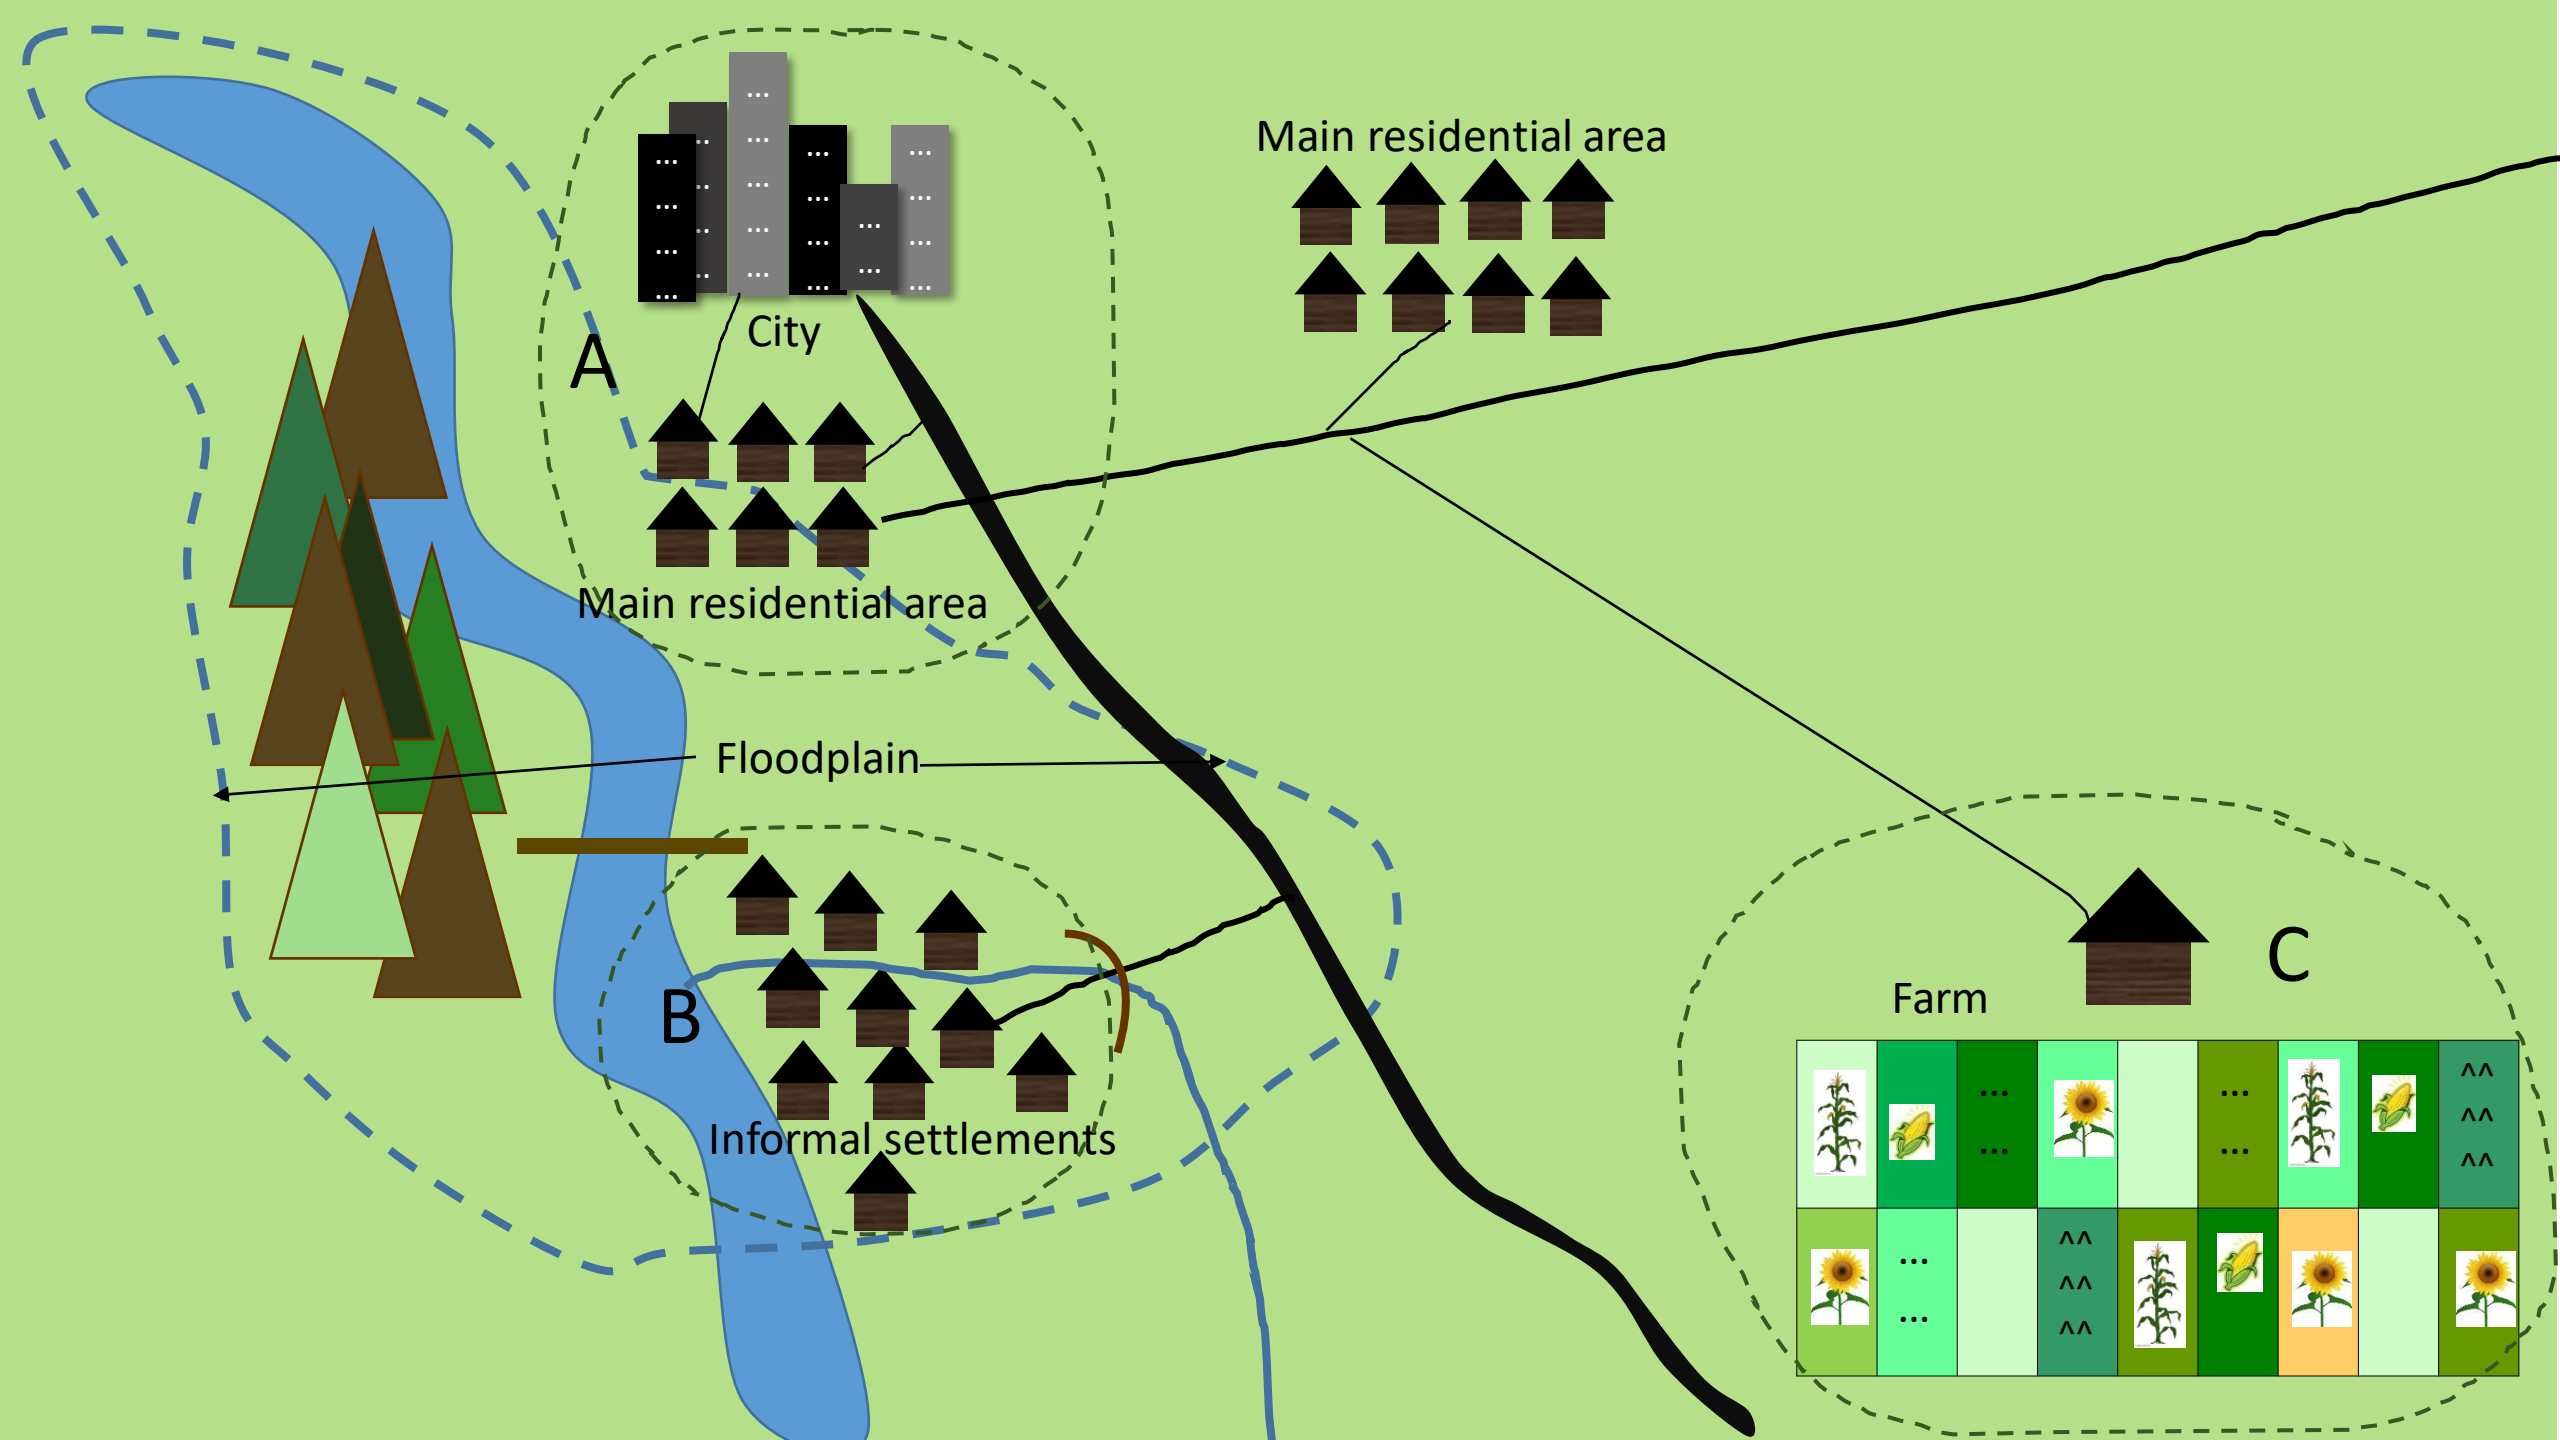 Main residential area
City
A
Main residential area
Floodplain
B
Informal settlements
C
Farm
... ... ^^
... ... ^^
^^
... ^^
... ^^
^^